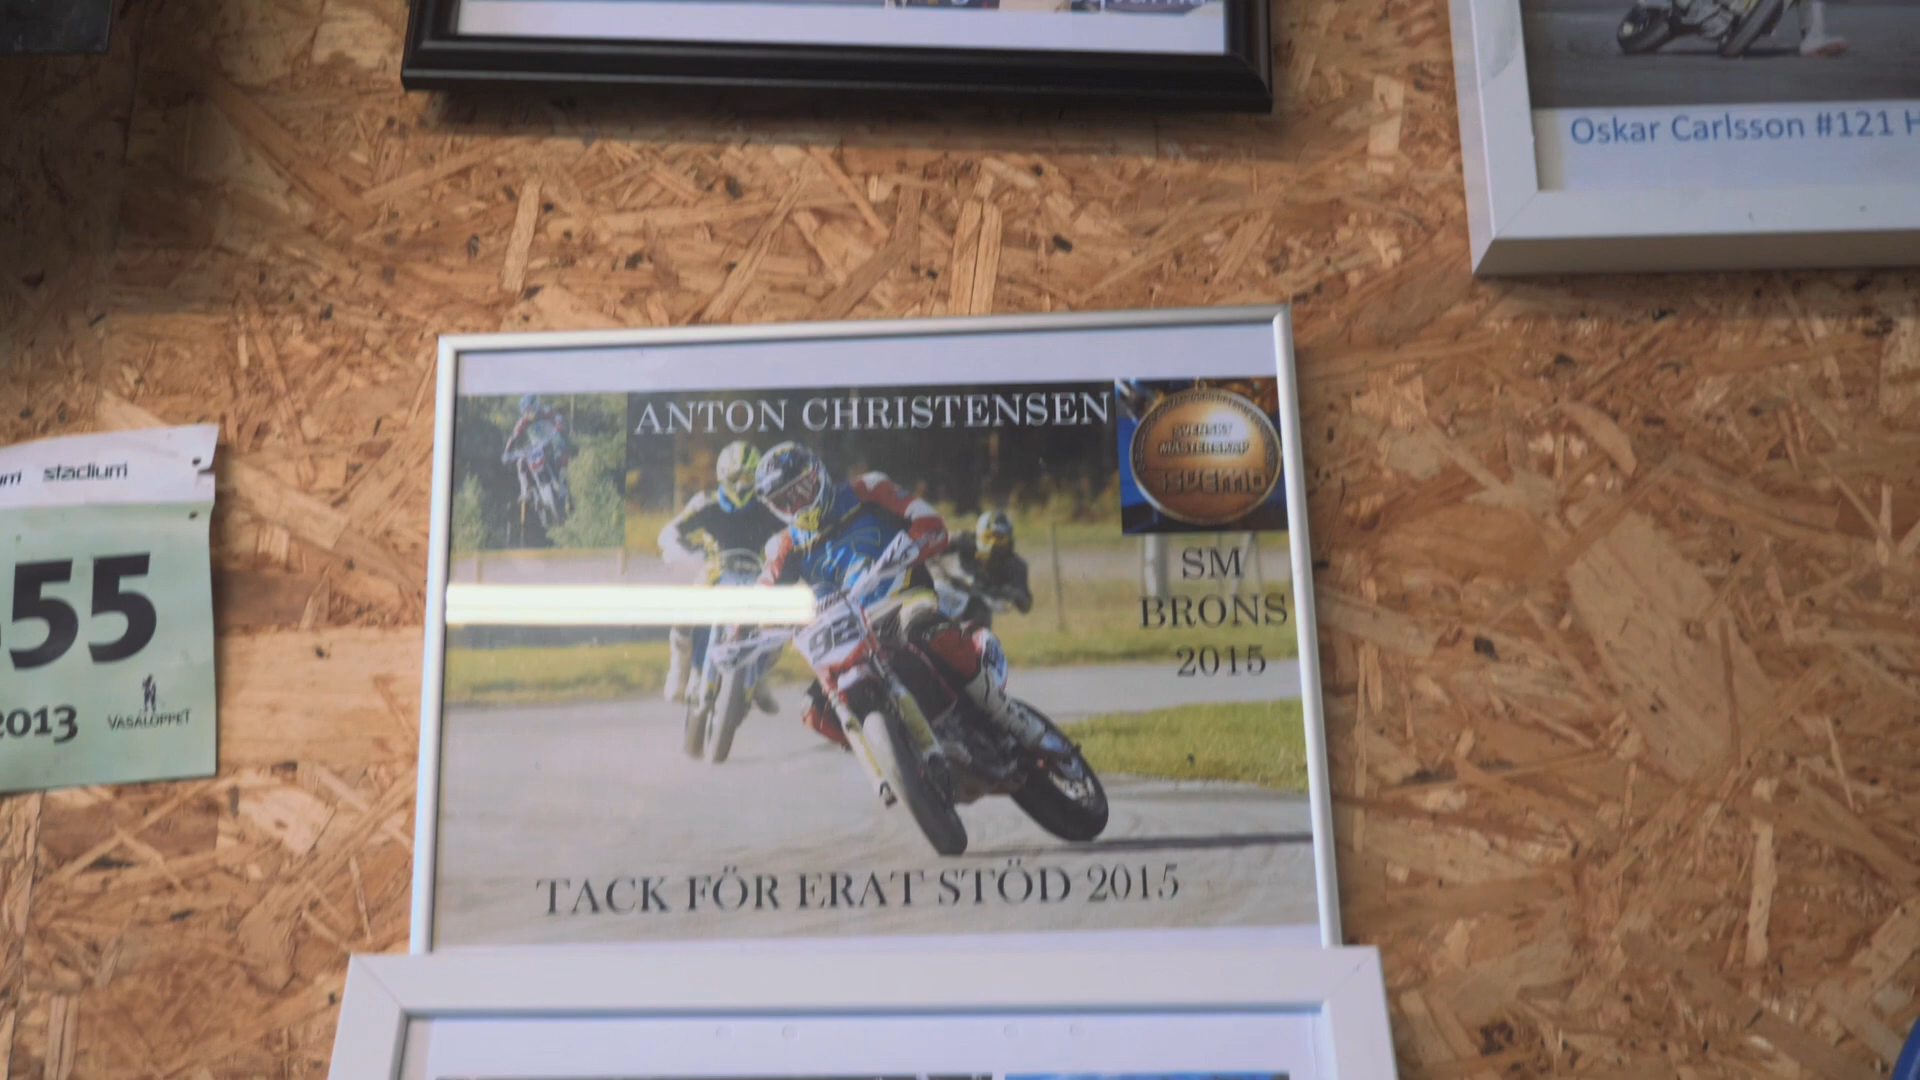 Oskar Carlsson #121 H
ANTON CHRISTENSEN
SVENSKT
MÄSTERSKAP
SVEMO
SM
BRONS
2015
stadium
55
2013
VASALOPPET
TACK FÖR ERAT STÖD 2015